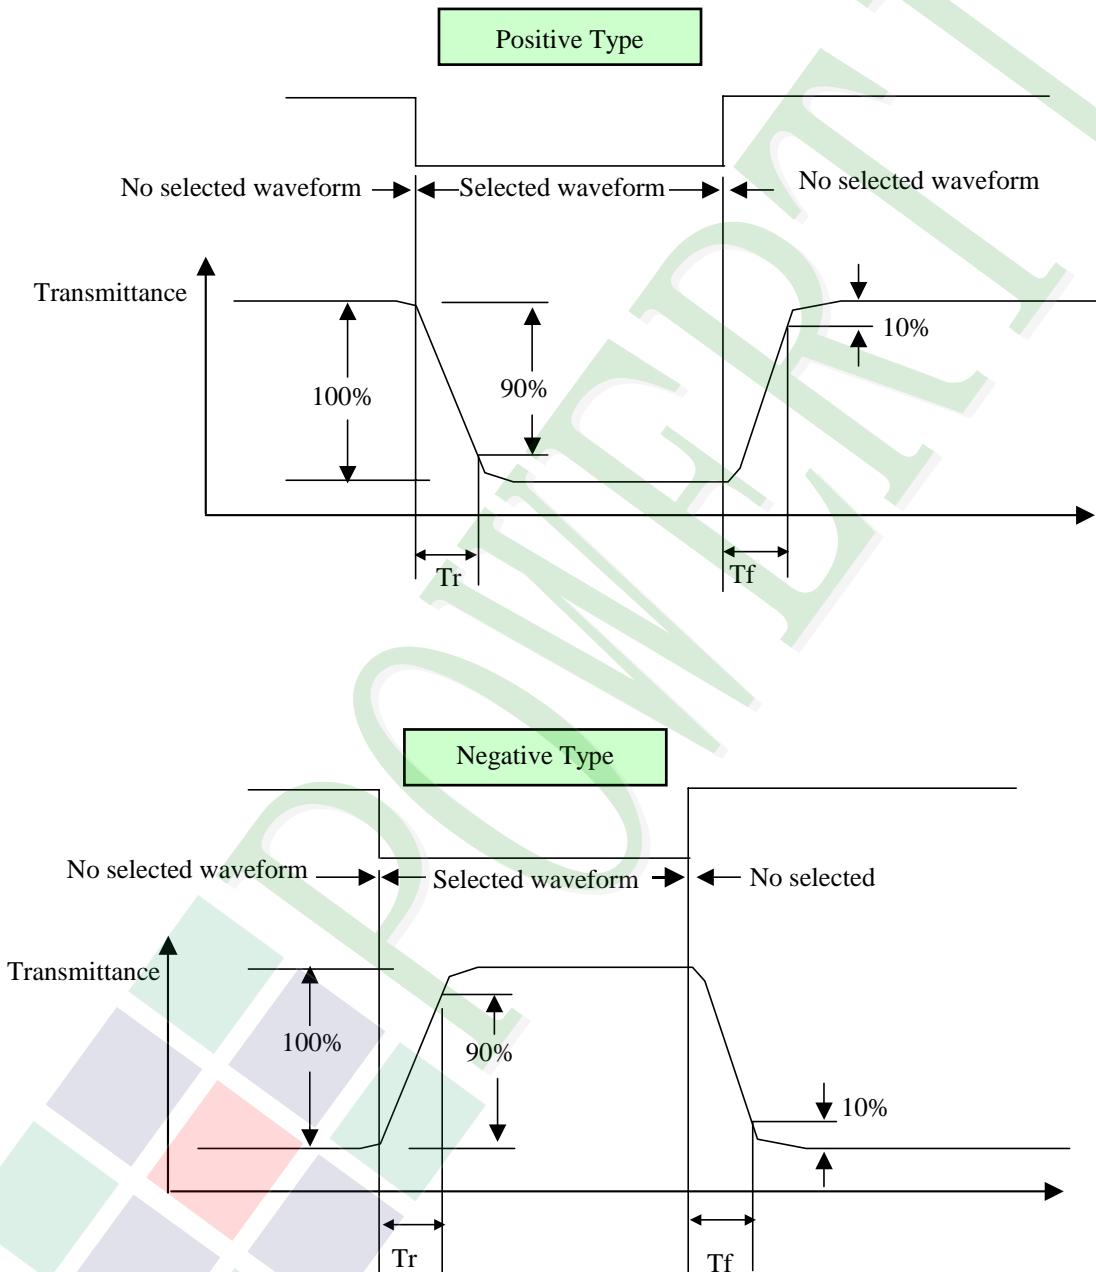 Positive Type
No selected waveform
Selected waveform
No selected waveform
Transmittance
10%
100%
90%
Tr
Tf
Negative Type
No selected waveform
Selected waveform
No selected
Transmittance
100%
90%
10%
Tr
Tf